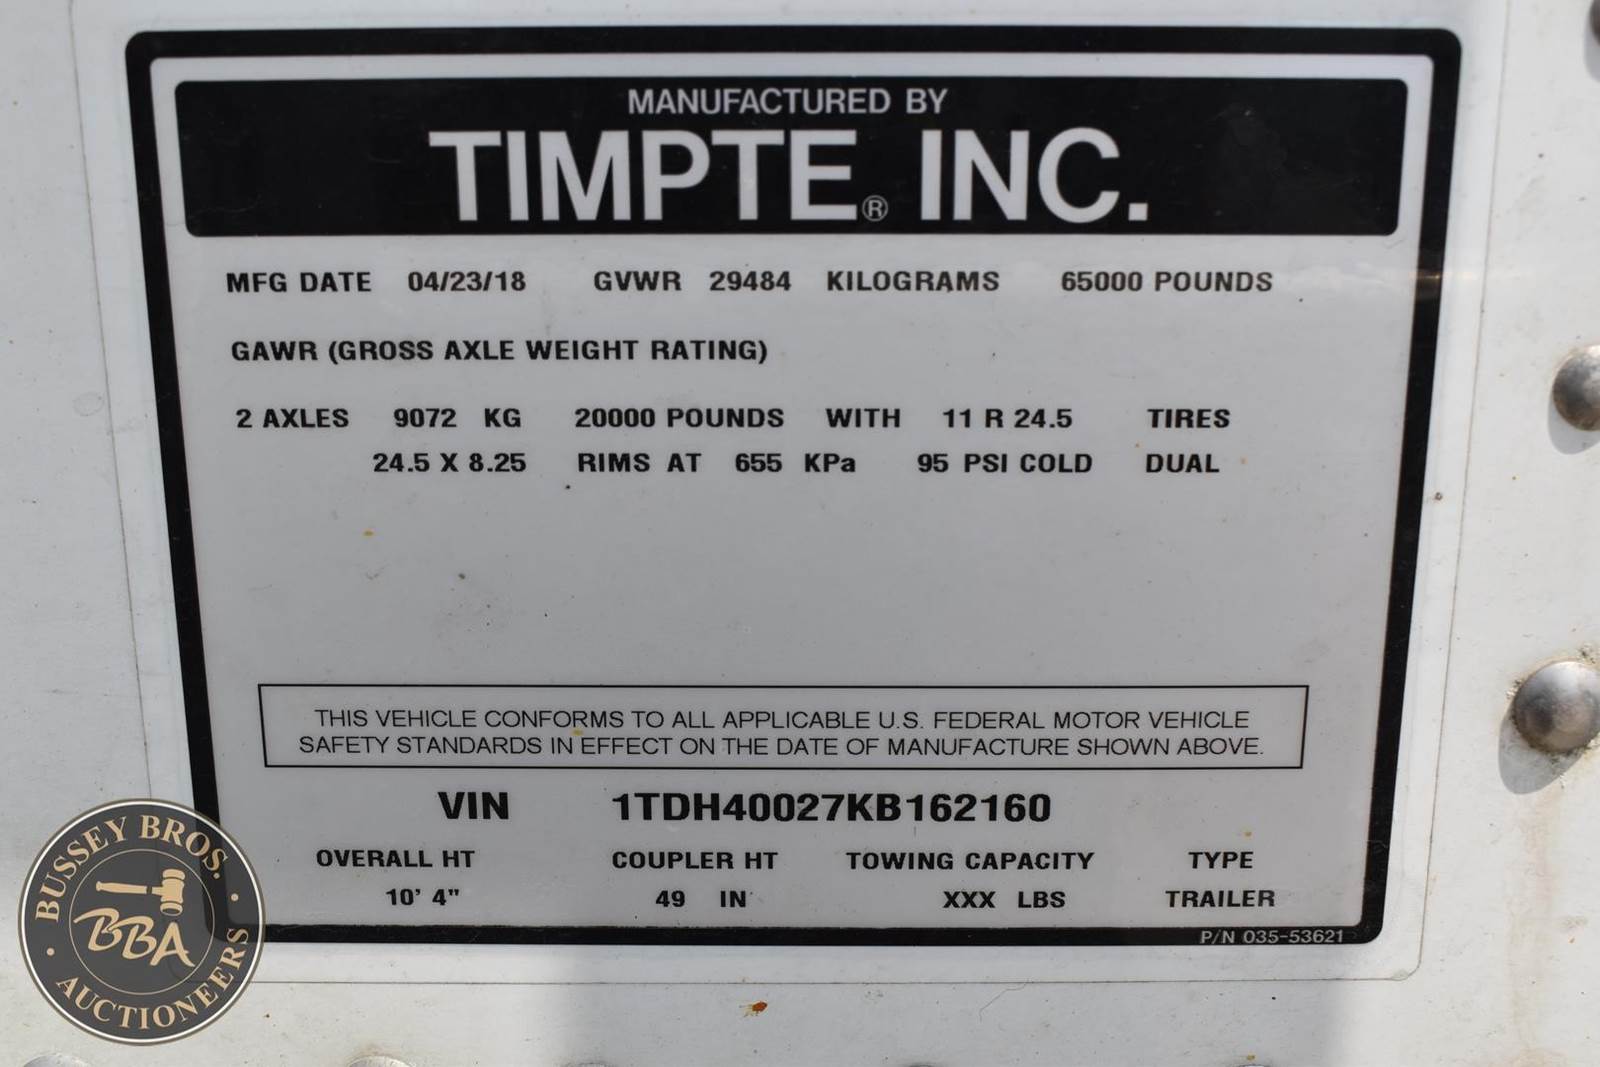 MANUFACTURED BY
TIMPTE® INC.
MFG DATE 04/23/18 GVWR 29484 KILOGRAMS 65000 POUNDS
GAWR (GROSS AXLE WEIGHT RATING)
2 AXLES 9072 KG 20000 POUNDS WITH 11 R 24.5 TIRES
24.5 X 8.25 RIMS AT 655 KPa 95 PSI COLD DUAL
THIS VEHICLE CONFORMS TO ALL APPLICABLE U.S. FEDERAL MOTOR VEHICLE
SAFETY STANDARDS IN EFFECT ON THE DATE OF MANUFACTURE SHOWN ABOVE.
VIN 1TDH40027KB162160
OVERALL HT COUPLER HT TOWING CAPACITY TYPE
10' 4" 49 IN XXX LBS TRAILER
P/N 035-53621
BUSSEY BROS.
BBA
AUCTIONEERS